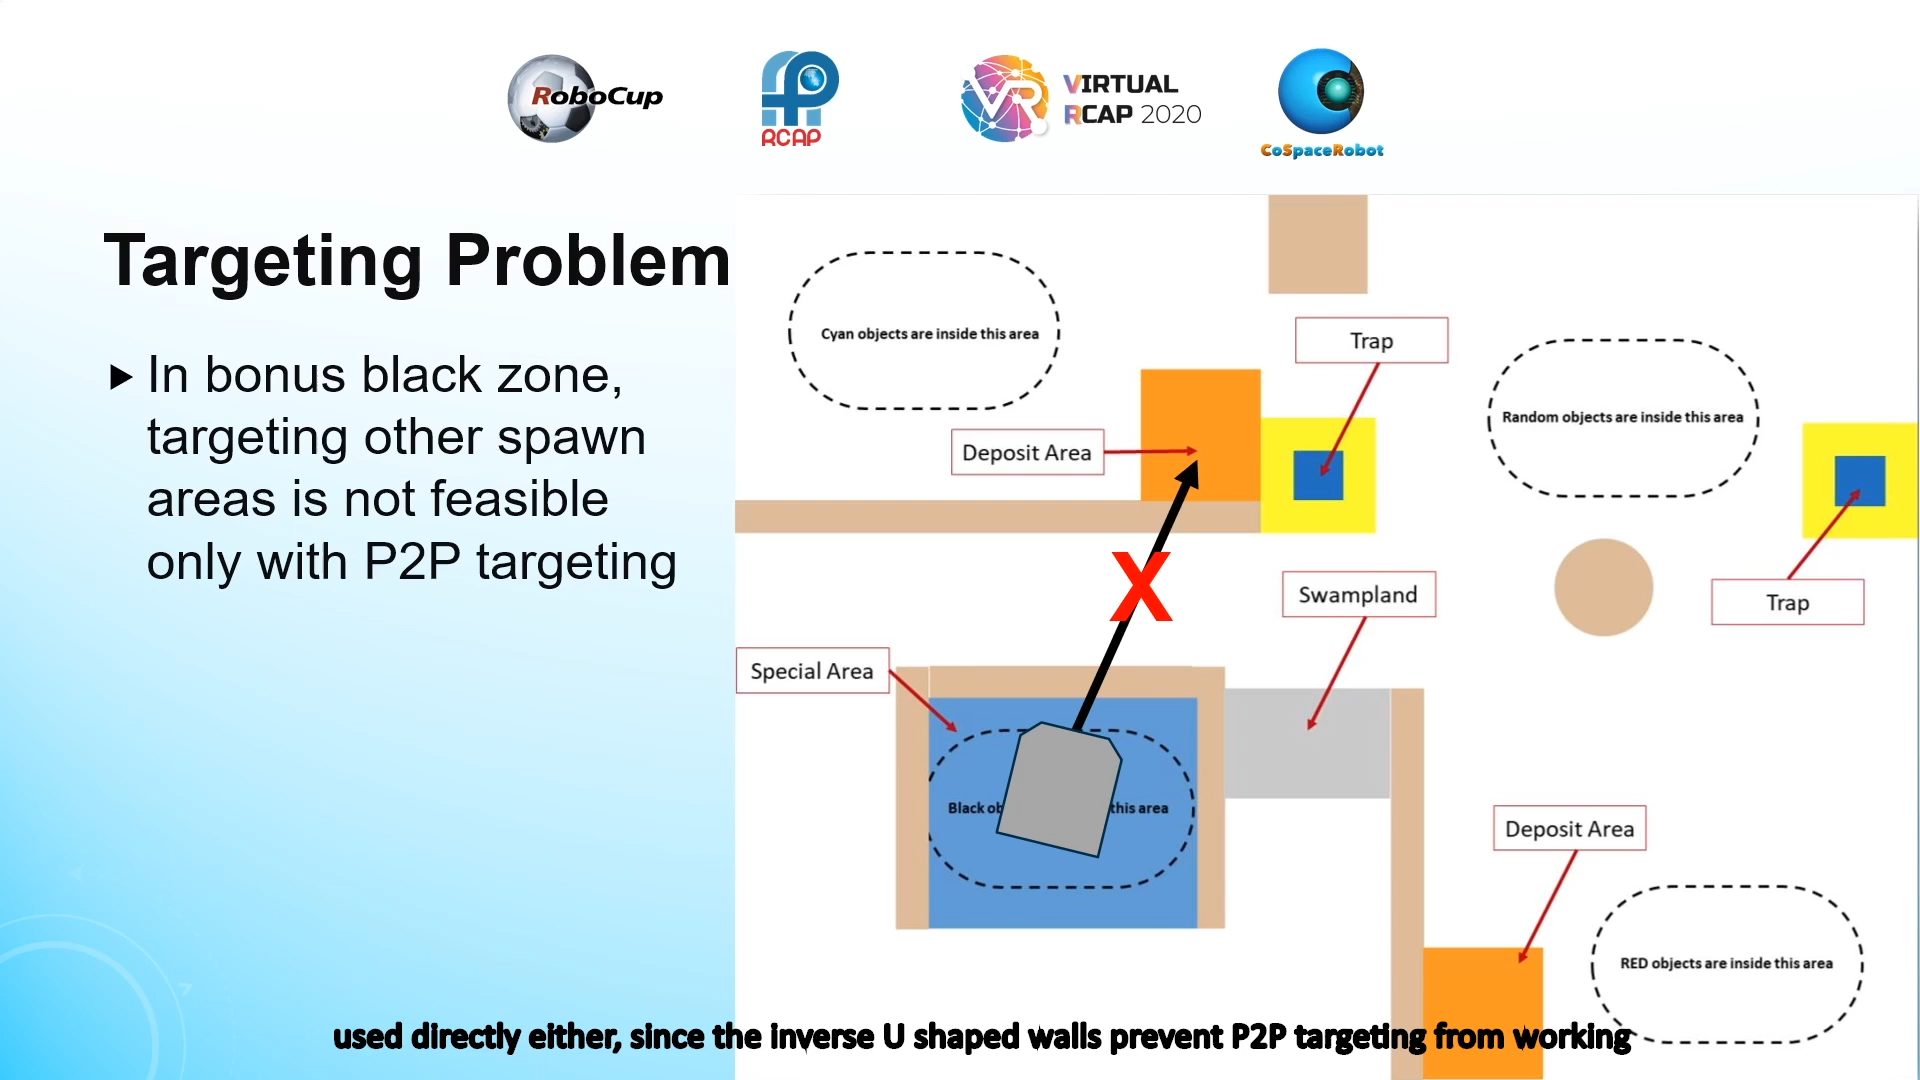 RoboCup
RCAP
VR
VIRTUAL
RCAP 2020
CoSpaceRobot
Targeting Problem
In bonus black zone,
targeting other spawn
areas is not feasible
only with P2P targeting
Cyan objects are inside this area
Trap
Random objects are inside this area
Deposit Area
X
Swampland
Trap
Special Area
Black ob this area
Deposit Area
RED objects are inside this area
used directly either, since the inverse U shaped walls prevent P2P targeting from working